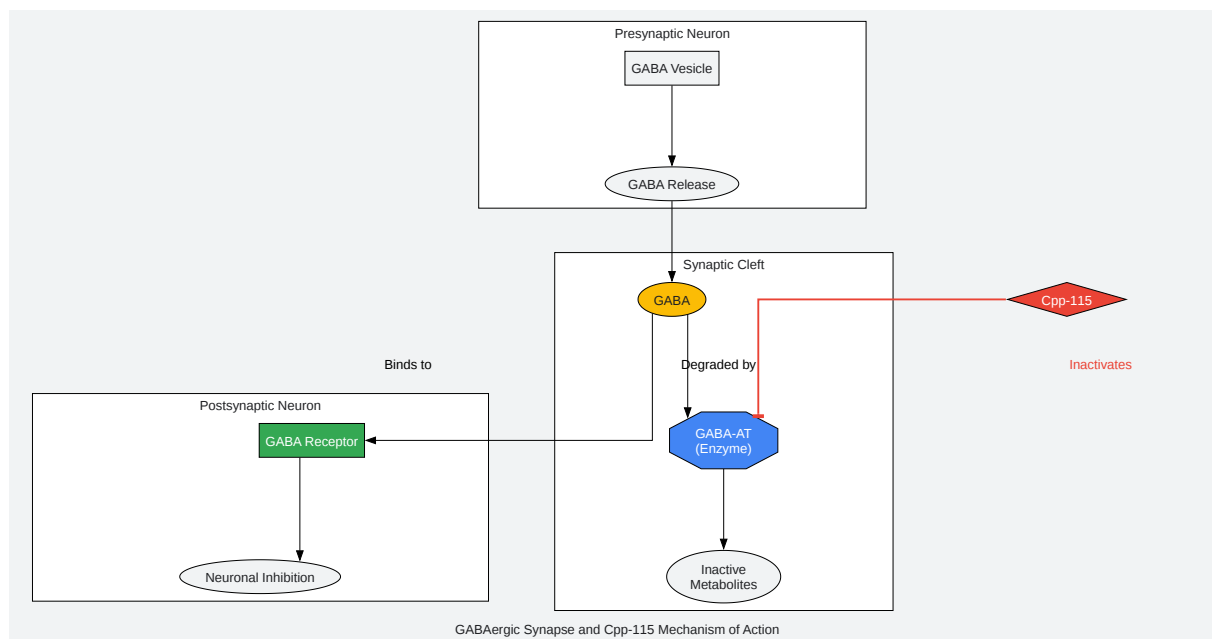 Presynaptic Neuron
GABA Vesicle
GABA Release
Synaptic Cleft
GABA
Cpp-115
Binds to
Degraded by
Inactivates
Postsynaptic Neuron
GABA Receptor
GABA-AT
(Enzyme)
Neuronal Inhibition
Inactive
Metabolites
GABAergic Synapse and Cpp-115 Mechanism of Action